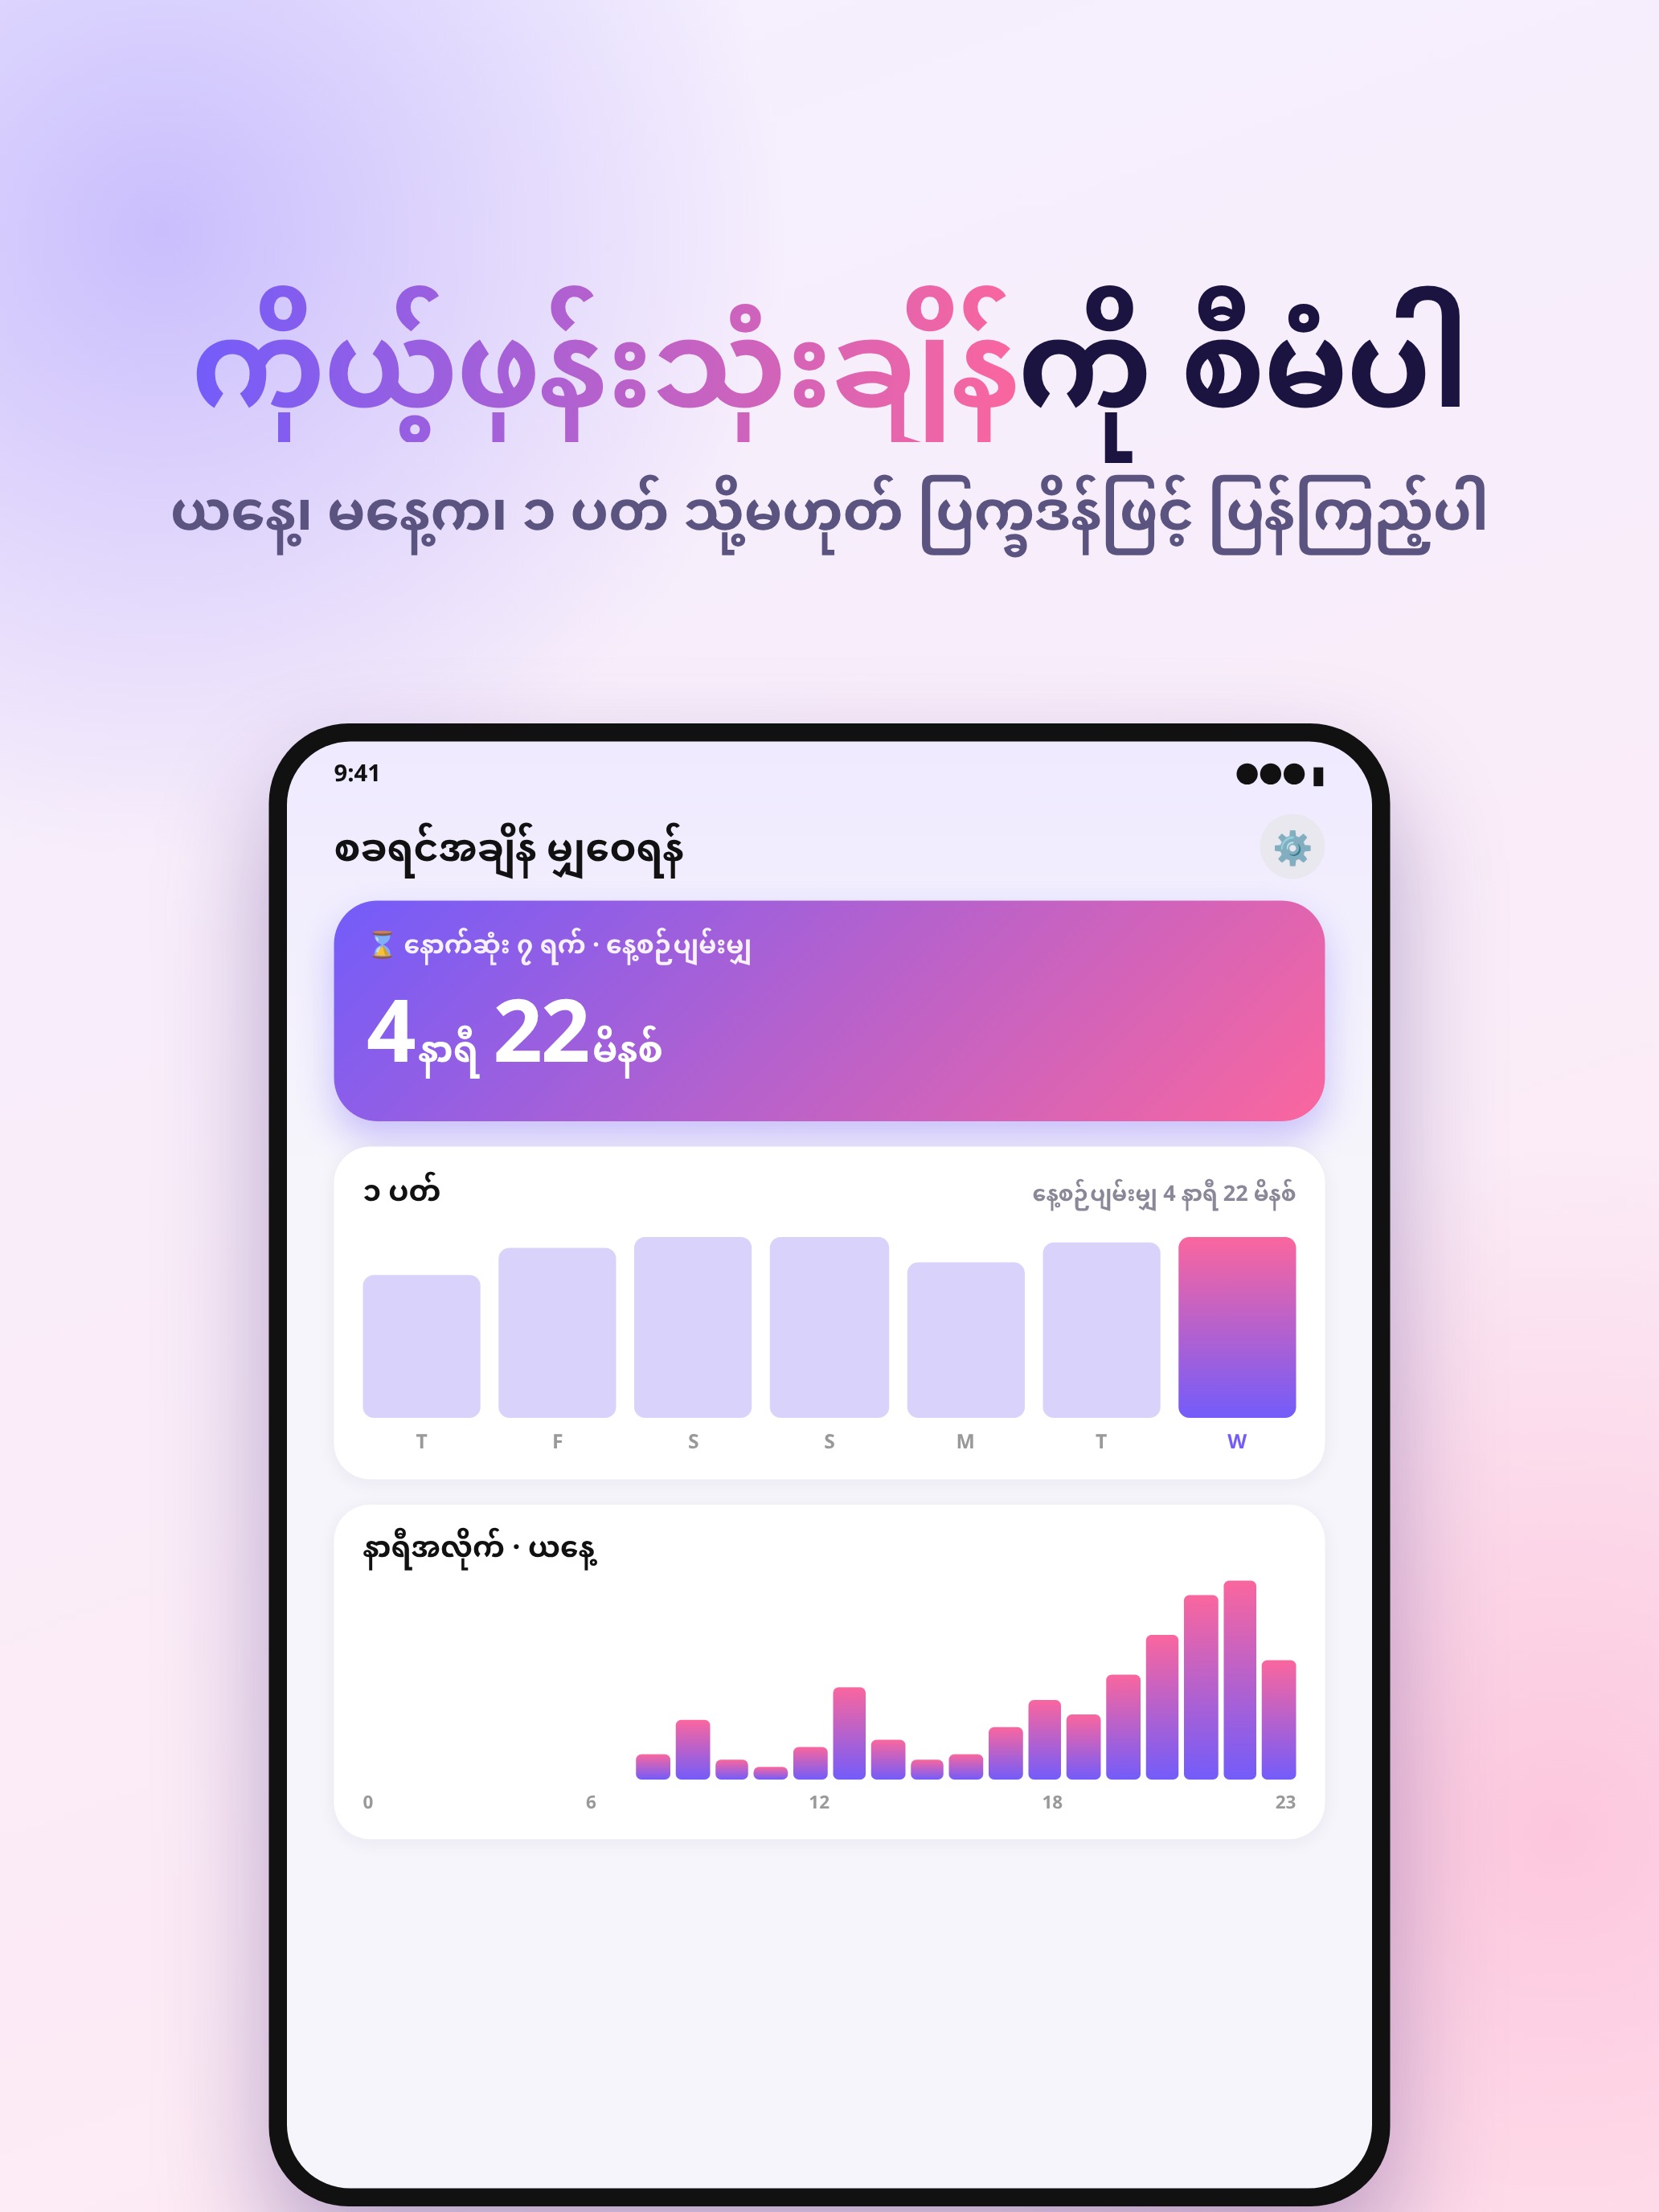 ကိုယ့်ဖုန်းသုံးချိန်ကို စီမံပါ
ယနေ့၊ မနေ့က၊ ၁ ပတ် သို့မဟုတ် ပြက္ခဒိန်ဖြင့် ပြန်ကြည့်ပါ
9:41
စခရင်အချိန် မျှဝေရန်
⌛ နောက်ဆုံး ၇ ရက် · နေ့စဉ်ပျမ်းမျှ
4နာရီ 22မိနစ်
၁ ပတ်
နေ့စဉ်ပျမ်းမျှ 4 နာရီ 22 မိနစ်
T F S S M T W
နာရီအလိုက် · ယနေ့
0 6 12 18 23